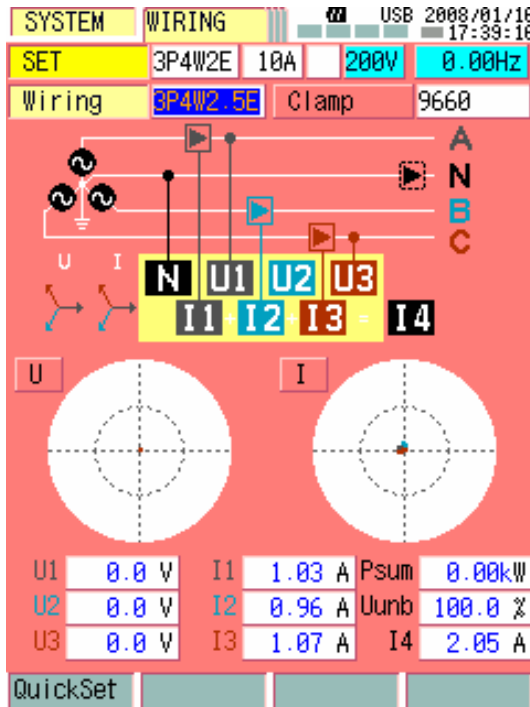 SYSTEM WIRING USB 2008/01/16
17:39:16
SET 3P4W2E 10A 200V 0.00Hz
Wiring 3P4W2.5E Clamp 9660
A
N
B
C
U I
N U1 U2 U3
I1 + I2 + I3 = I4
U I
U1 0.0 V I1 1.03 A Psum 0.00kW
U2 0.0 V I2 0.96 A Uunb 100.0 %
U3 0.0 V I3 1.07 A I4 2.05 A
QuickSet